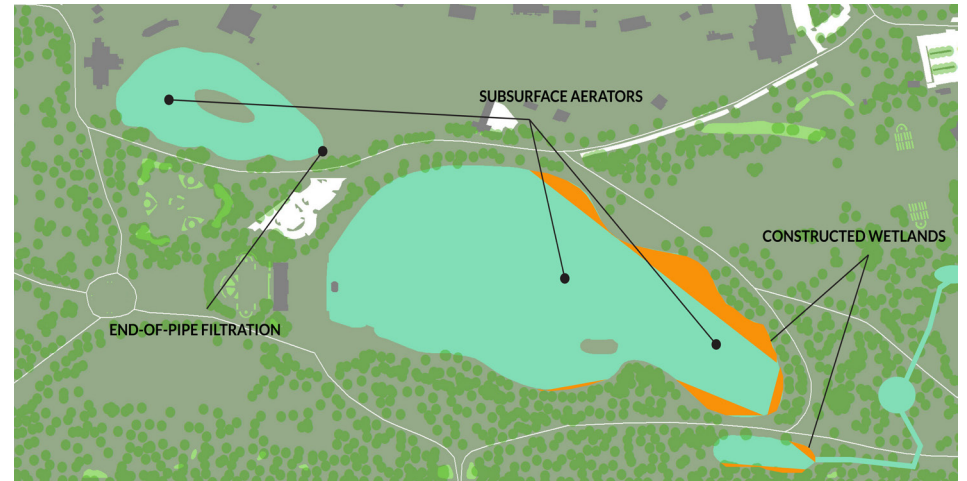 SUBSURFACE AERATORS
CONSTRUCTED WETLANDS
END-OF-PIPE FILTRATION